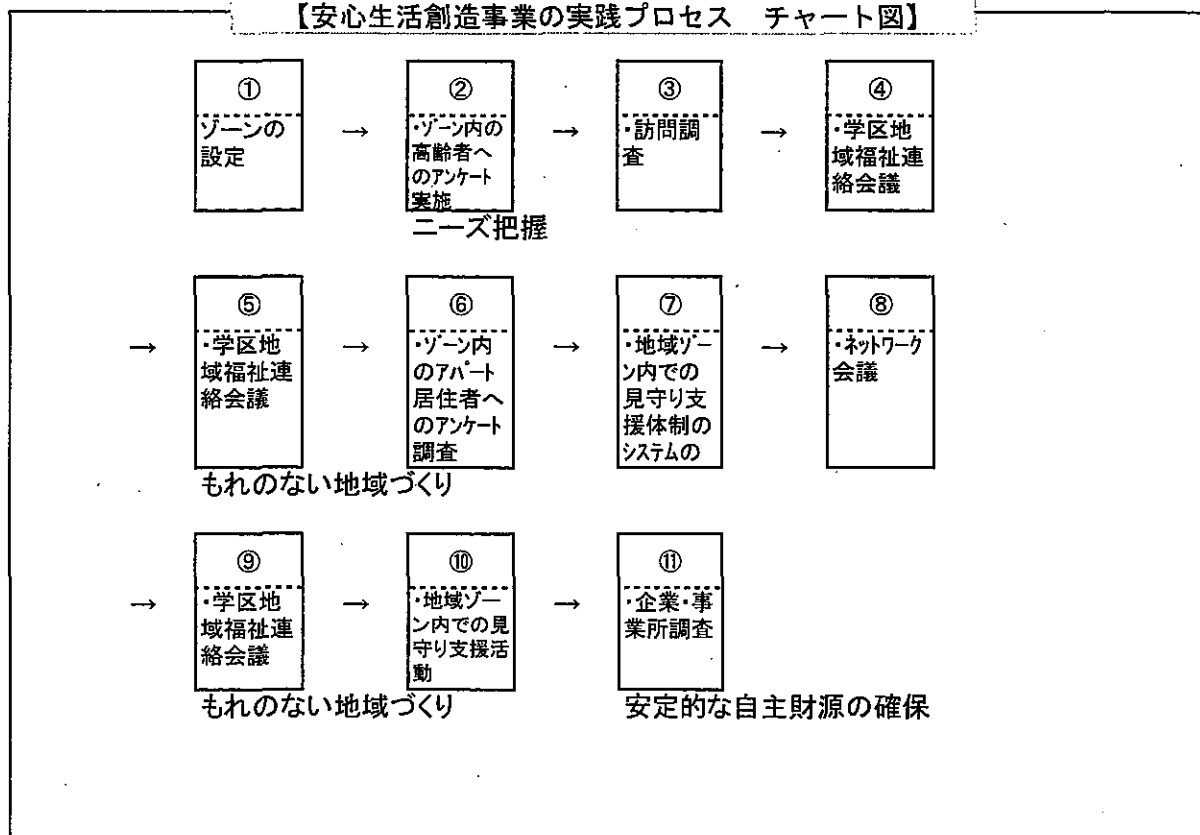 【安心生活創造事業の実践プロセス　チャート図】
①
ゾーンの
設定
→
②
・ゾーン内の
高齢者へ
のアンケート
実施
→
③
・訪問調
査
→
④
・学区地
域福祉連
絡会議
ニーズ把握
→
⑤
・学区地
域福祉連
絡会議
→
⑥
・ゾーン内
のアパート
居住者へ
のアンケート
調査
→
⑦
・地域ゾー
ン内での
見守り支
援体制の
システムの
→
⑧
・ネットワーク
会議
もれのない地域づくり
→
⑨
・学区地
域福祉連
絡会議
→
⑩
・地域ゾー
ン内での見
守り支援活
動
→
⑪
・企業・事
業所調査
もれのない地域づくり
安定的な自主財源の確保